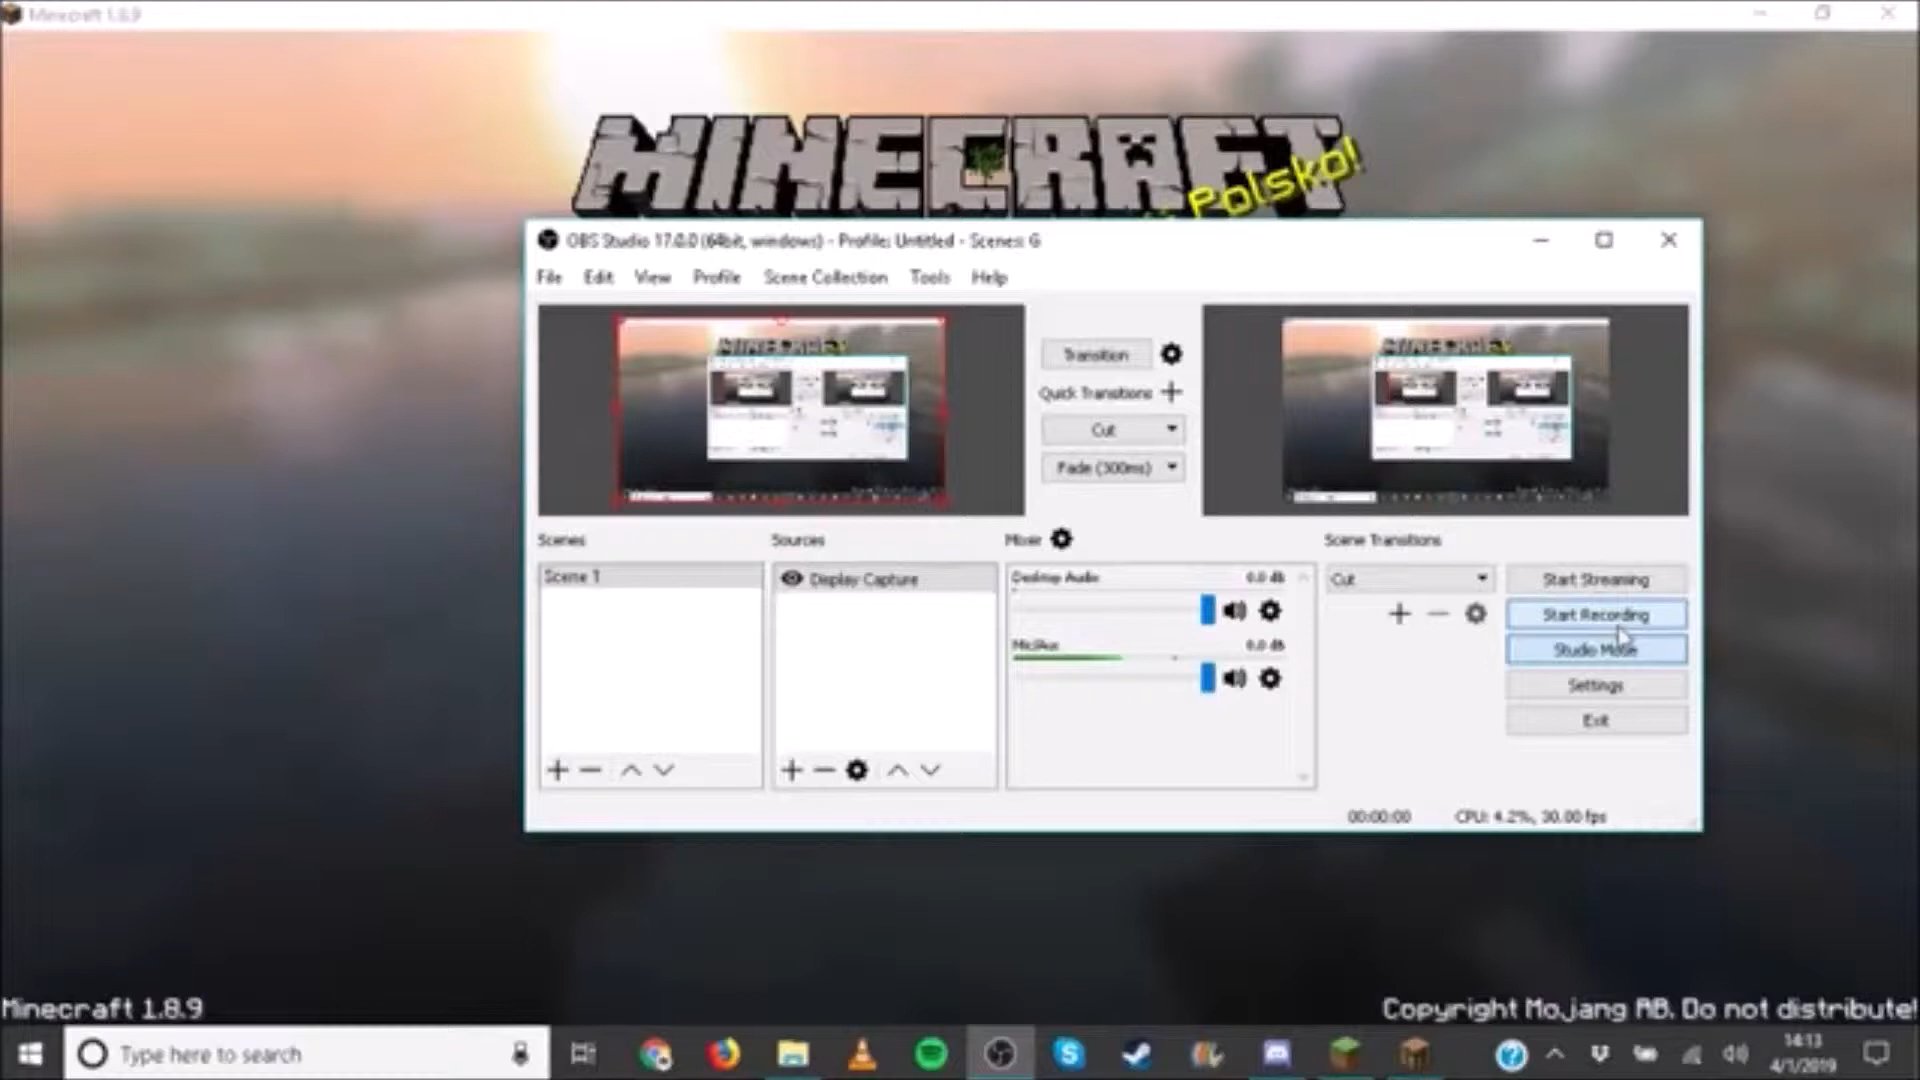 Minecraft 1.8.9
MINECRAFT
Polsko!
OBS Studio 17.0.0 (64bit, windows) - Profile: Untitled - Scenes: G
File Edit View Profile Scene Collection Tools Help
Transition
Quick Transitions
Cut
Fade (300ms)
Scenes Sources Mixer Scene Transitions
Scene 1
Display Capture
Desktop Audio 0.0 dB
Mic/Aux 0.0 dB
Cut
Start Streaming
Start Recording
Studio Mode
Settings
Exit
00:00:00 CPU: 4.2%, 30.00 fps
Minecraft 1.8.9
Copyright Mojang AB. Do not distribute!
Type here to search
14:13
4/1/2019